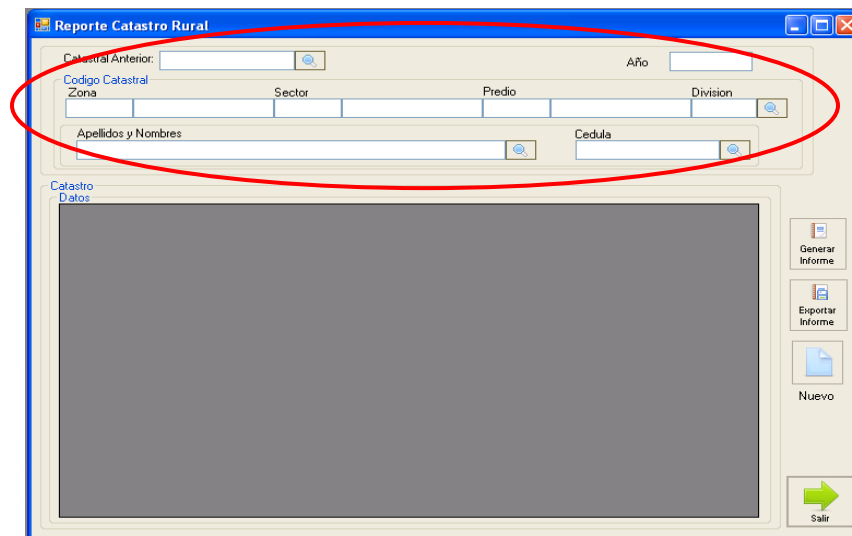 Reporte Catastro Rural
Catastral Anterior:
Año
Codigo Catastral
Zona Sector Predio Division
Apellidos y Nombres Cedula
Catastro
Datos
Generar
Informe
Exportar
Informe
Nuevo
Salir